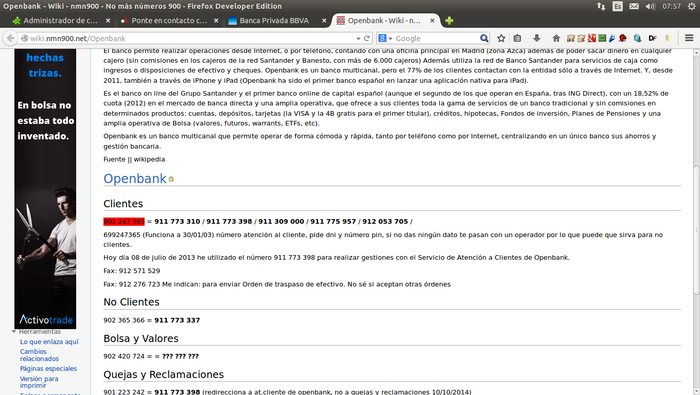 Openbank - Wiki - nmn900 - No más números 900 - Firefox Developer Edition
Es
07:57
Administrador de c...
Ponte en contacto c...
Banca Privada BBVA
Openbank - Wiki - n...
wiki.nmn900.net/Openbank
Google
hechas
trizas.
En bolsa no
estaba todo
inventado.
Activotrade
Herramientas
Lo que enlaza aquí
Cambios
relacionados
Páginas especiales
Versión para
imprimir
El banco permite realizar operaciones desde Internet, o por teléfono, contando con una oficina principal en Madrid (zona Azca) además de poder sacar dinero en cualquier
cajero (sin comisiones en los cajeros de la red Santander y Banesto, con más de 6.000 cajeros) Además utiliza la red de Banco Santander para servicios de caja como
ingresos o disposiciones de efectivo y cheques. Openbank es un banco multicanal, pero el 77% de los clientes contactan con la entidad sólo a través de Internet. Y, desde
2011, también a través de iPhone y iPad (Openbank ha sido el primer banco español en lanzar una aplicación nativa para iPad).
Es el banco on line del Grupo Santander y el primer banco online de capital español (aunque el segundo de los que operan en España, tras ING Direct), con un 18,52% de
cuota (2012) en el mercado de banca directa y una amplia operativa, que ofrece a sus clientes toda la gama de servicios de un banco tradicional y sin comisiones en
determinados productos: cuentas, depósitos, tarjetas (la VISA y la 4B gratis para el primer titular), créditos, hipotecas, Fondos de inversión, Planes de Pensiones y una
amplia operativa de Bolsa (valores, futuros, warrants, ETFs, etc).
Openbank es un banco multicanal que permite operar de forma cómoda y rápida, tanto por teléfono como por Internet, centralizando en un único banco sus ahorros y
gestión bancaria.
Fuente || wikipedia
Openbank
Clientes
901 247 365 = 911 773 310 / 911 773 398 / 911 309 000 / 911 775 957 / 912 053 705 /
699247365 (Funciona a 30/01/03) número atención al cliente, pide dni y número pin, si no das ningún dato te pasan con un operador por lo que puede que sirva para no
clientes.
Hoy día 08 de julio de 2013 he utilizado el número 911 773 398 para realizar gestiones con el Servicio de Atención a Clientes de Openbank.
Fax: 912 571 529
Fax: 912 276 723 Me indican: para enviar Orden de traspaso de efectivo. No sé si aceptan otras órdenes
No Clientes
902 365 366 = 911 773 337
Bolsa y Valores
902 420 724 = = ??? ??? ???
Quejas y Reclamaciones
901 223 242 = 911 773 398 (redirecciona a at.cliente de openbank, no a quejas y reclamaciones 10/10/2014)